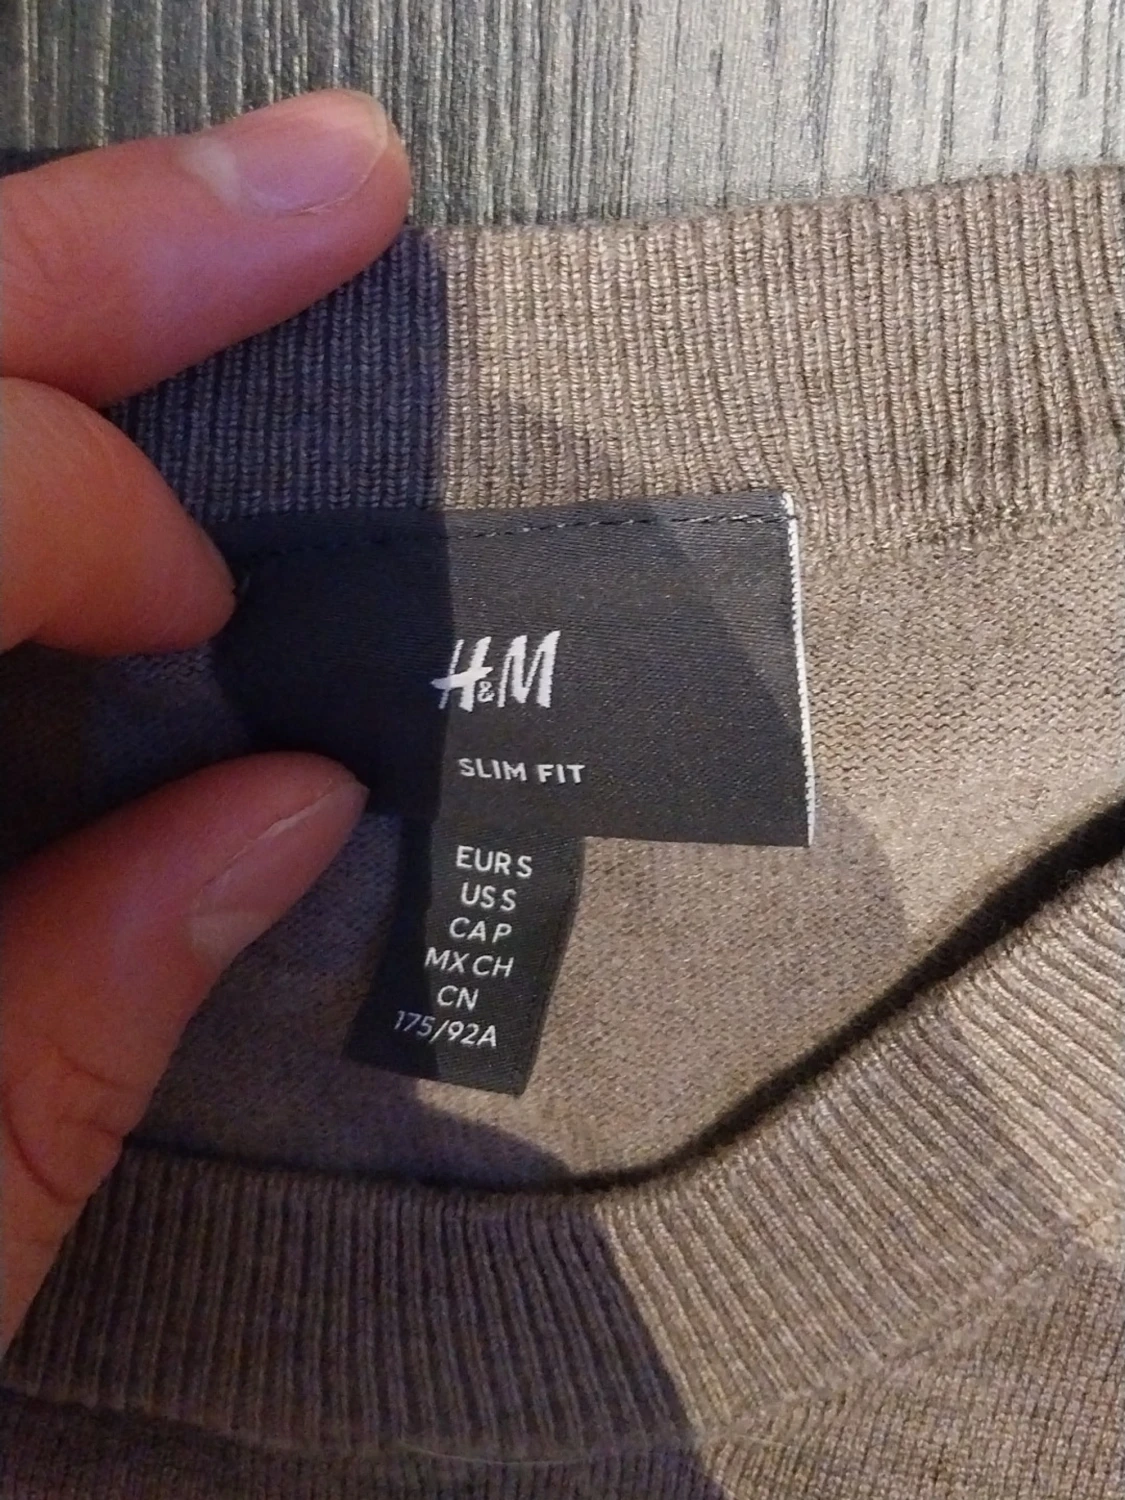 H&M
SLIM FIT
EUR S
US S
CA P
MX CH
CN
175/92A